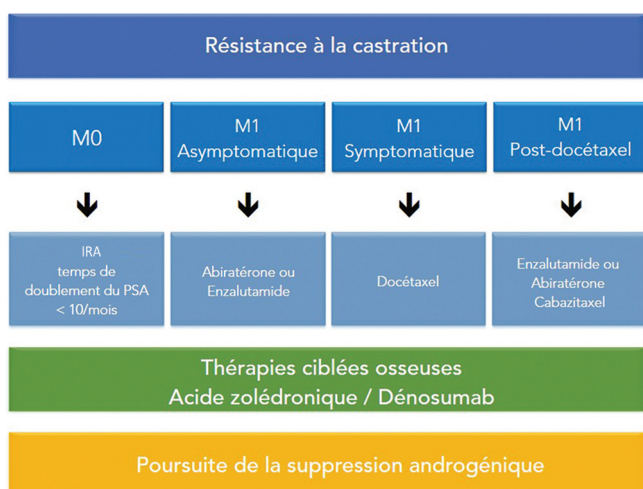 Résistance à la castration
M0
M1
Asymptomatique
M1
Symptomatique
M1
Post-docétaxel
IRA
temps de
doublement du PSA
< 10/mois
Abiratérone ou
Enzalutamide
Docétaxel
Enzalutamide ou
Abiratérone
Cabazitaxel
Thérapies ciblées osseuses
Acide zolédronique / Dénosumab
Poursuite de la suppression androgénique